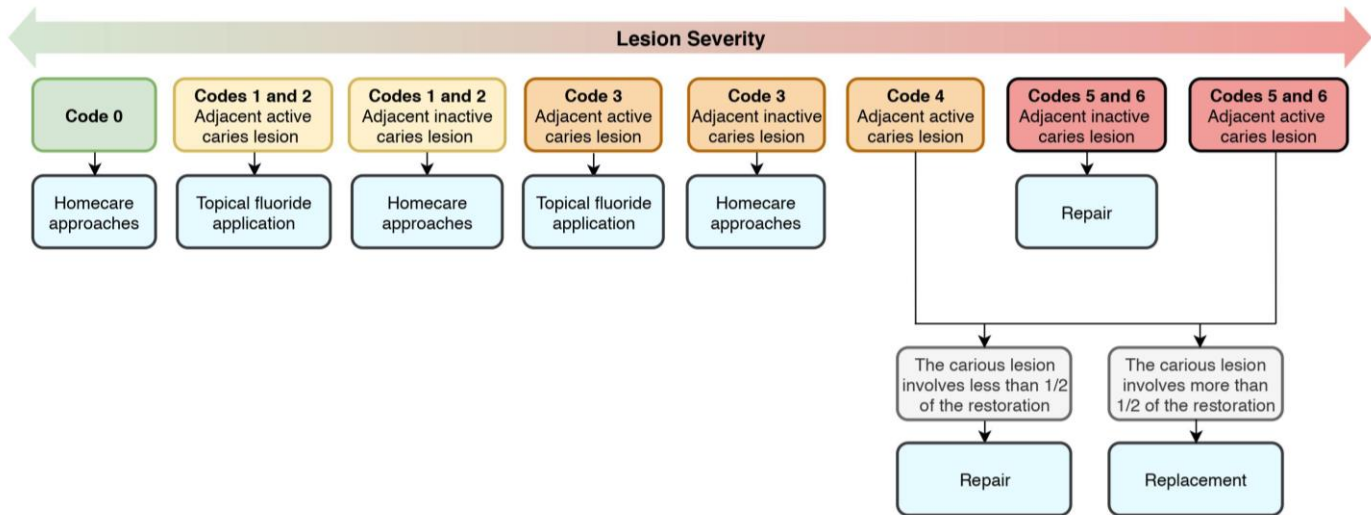 Lesion Severity
Code 0
Codes 1 and 2
Adjacent active
caries lesion
Codes 1 and 2
Adjacent inactive
caries lesion
Code 3
Adjacent active
caries lesion
Code 3
Adjacent inactive
caries lesion
Code 4
Adjacent active
caries lesion
Codes 5 and 6
Adjacent inactive
caries lesion
Codes 5 and 6
Adjacent active
caries lesion
Homecare
approaches
Topical fluoride
application
Homecare
approaches
Topical fluoride
application
Homecare
approaches
Repair
The carious lesion
involves less than 1/2
of the restoration
The carious lesion
involves more than
1/2 of the restoration
Repair
Replacement